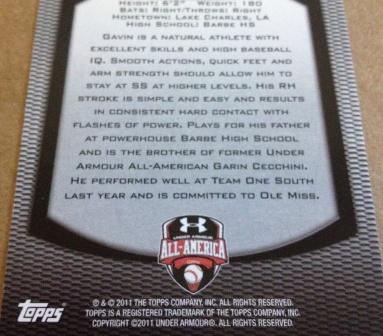 HEIGHT: 6'2" WEIGHT: 180
BATS: RIGHT/THROWS: RIGHT
HOMETOWN: LAKE CHARLES, LA
HIGH SCHOOL: BARBE HS
GAVIN IS A NATURAL ATHLETE WITH
EXCELLENT SKILLS AND HIGH BASEBALL
IQ. SMOOTH ACTIONS, QUICK FEET AND
ARM STRENGTH SHOULD ALLOW HIM TO
STAY AT SS AT HIGHER LEVELS. HIS RH
STROKE IS SIMPLE AND EASY AND RESULTS
IN CONSISTENT HARD CONTACT WITH
FLASHES OF POWER. PLAYS FOR HIS FATHER
AT POWERHOUSE BARBE HIGH SCHOOL
AND IS THE BROTHER OF FORMER UNDER
ARMOUR ALL-AMERICAN GARIN CECCHINI.
HE PERFORMED WELL AT TEAM ONE SOUTH
LAST YEAR AND IS COMMITTED TO OLE MISS.
UNDER ARMOUR
ALL-AMERICA
Topps
® & © 2011 THE TOPPS COMPANY, INC. ALL RIGHTS RESERVED.
TOPPS IS A REGISTERED TRADEMARK OF THE TOPPS COMPANY, INC.
COPYRIGHT ©2011 UNDER ARMOUR®. ALL RIGHTS RESERVED.